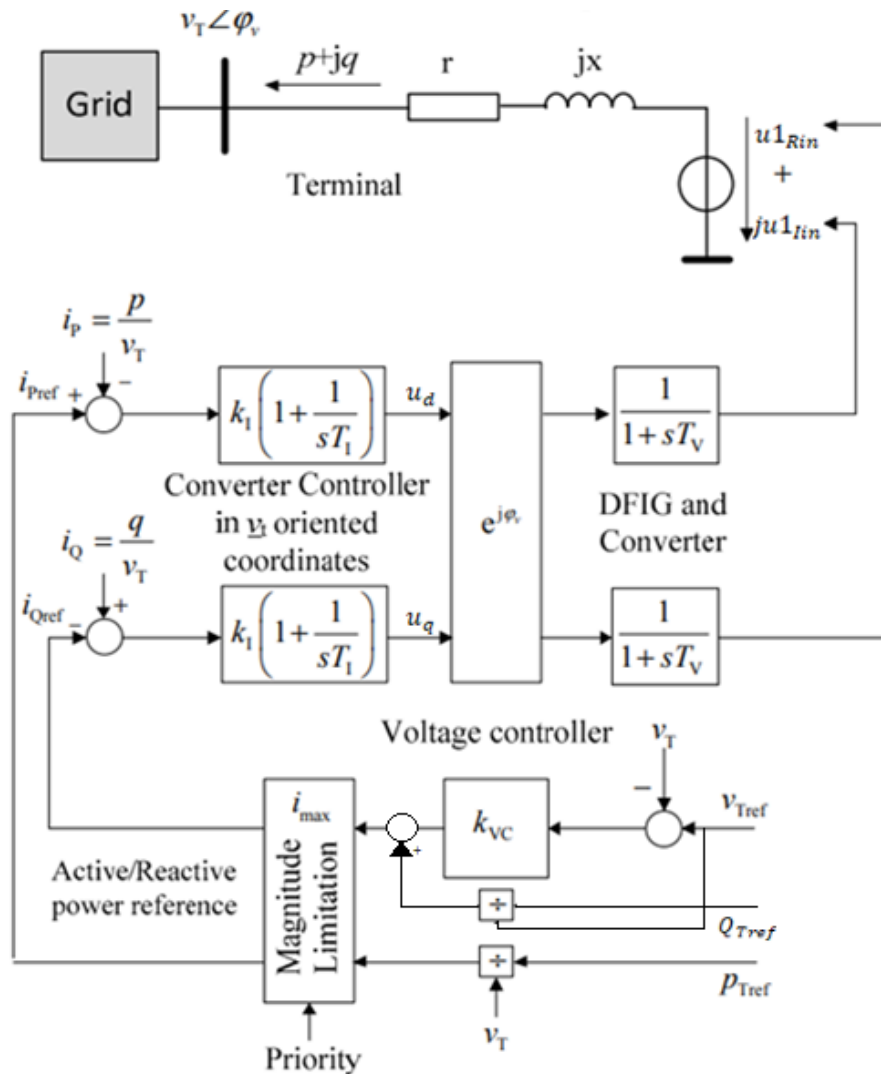 v_T∠φ_v
p+jq
r
jx
Grid
u1_Rin
+
ju1_Iin
Terminal
i_P = p/v_T
i_Pref + −
k_I(1 + 1/(sT_I))
u_d
1/(1 + sT_V)
Converter Controller
in v_t oriented
coordinates
e^(jφ_v)
DFIG and
Converter
i_Q = q/v_T
i_Qref − +
k_I(1 + 1/(sT_I))
u_q
1/(1 + sT_V)
Voltage controller
v_T
−
v_Tref
k_VC
i_max
Magnitude
Limitation
+
Active/Reactive
power reference
÷
Q_Tref
÷
p_Tref
v_T
Priority